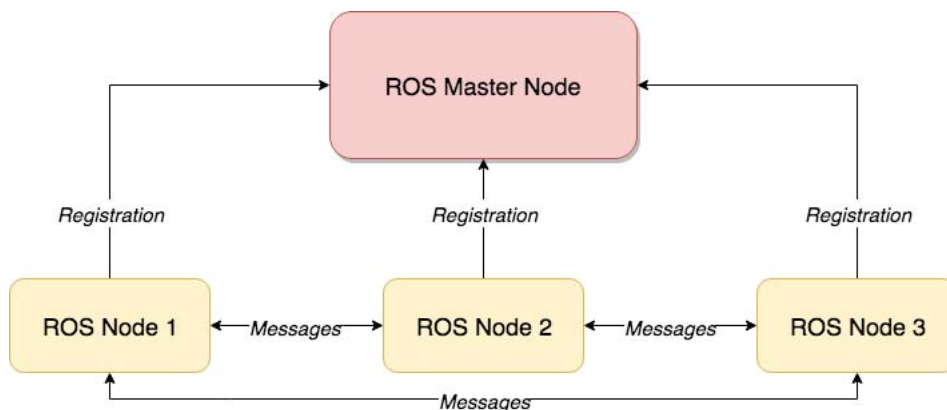 ROS Master Node
Registration
Registration
Registration
ROS Node 1
Messages
ROS Node 2
Messages
ROS Node 3
Messages